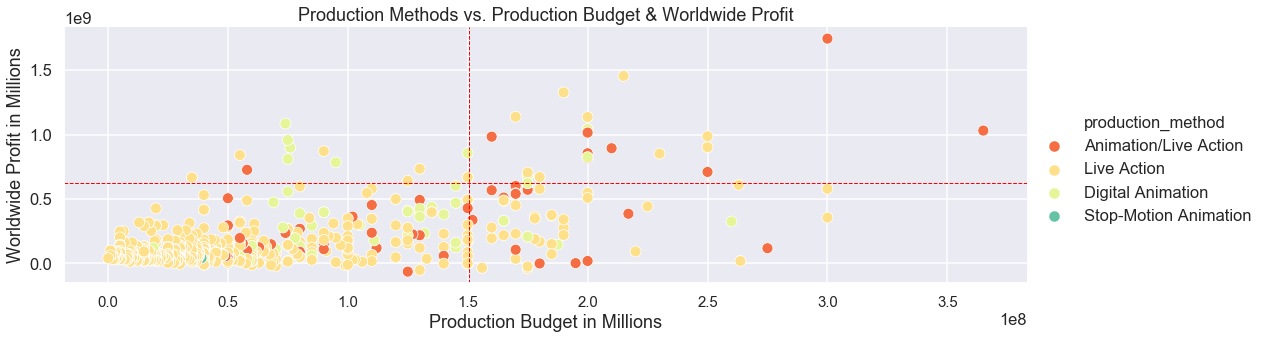 Production Methods vs. Production Budget & Worldwide Profit
1e9
Worldwide Profit in Millions
1.5
1.0
0.5
0.0
0.0 0.5 1.0 1.5 2.0 2.5 3.0 3.5
Production Budget in Millions
1e8
production_method
Animation/Live Action
Live Action
Digital Animation
Stop-Motion Animation